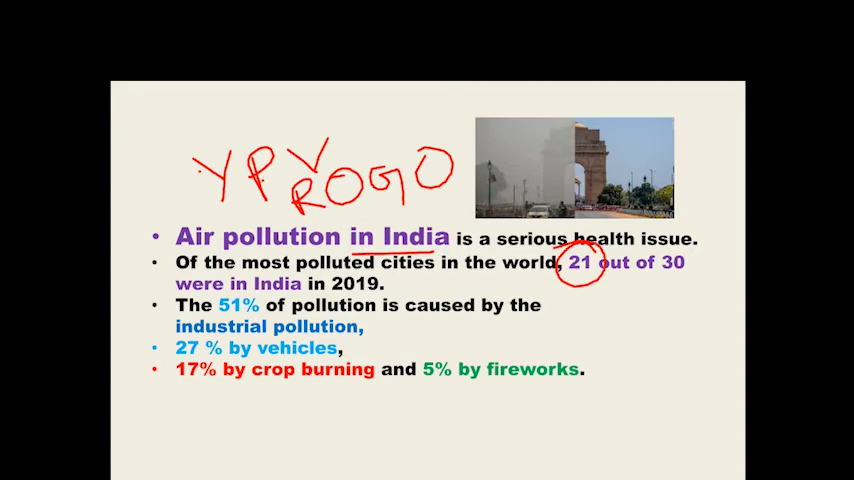 YPV
ROGO
• Air pollution in India is a serious health issue.
• Of the most polluted cities in the world, 21 out of 30
were in India in 2019.
• The 51% of pollution is caused by the
industrial pollution,
• 27 % by vehicles,
• 17% by crop burning and 5% by fireworks.